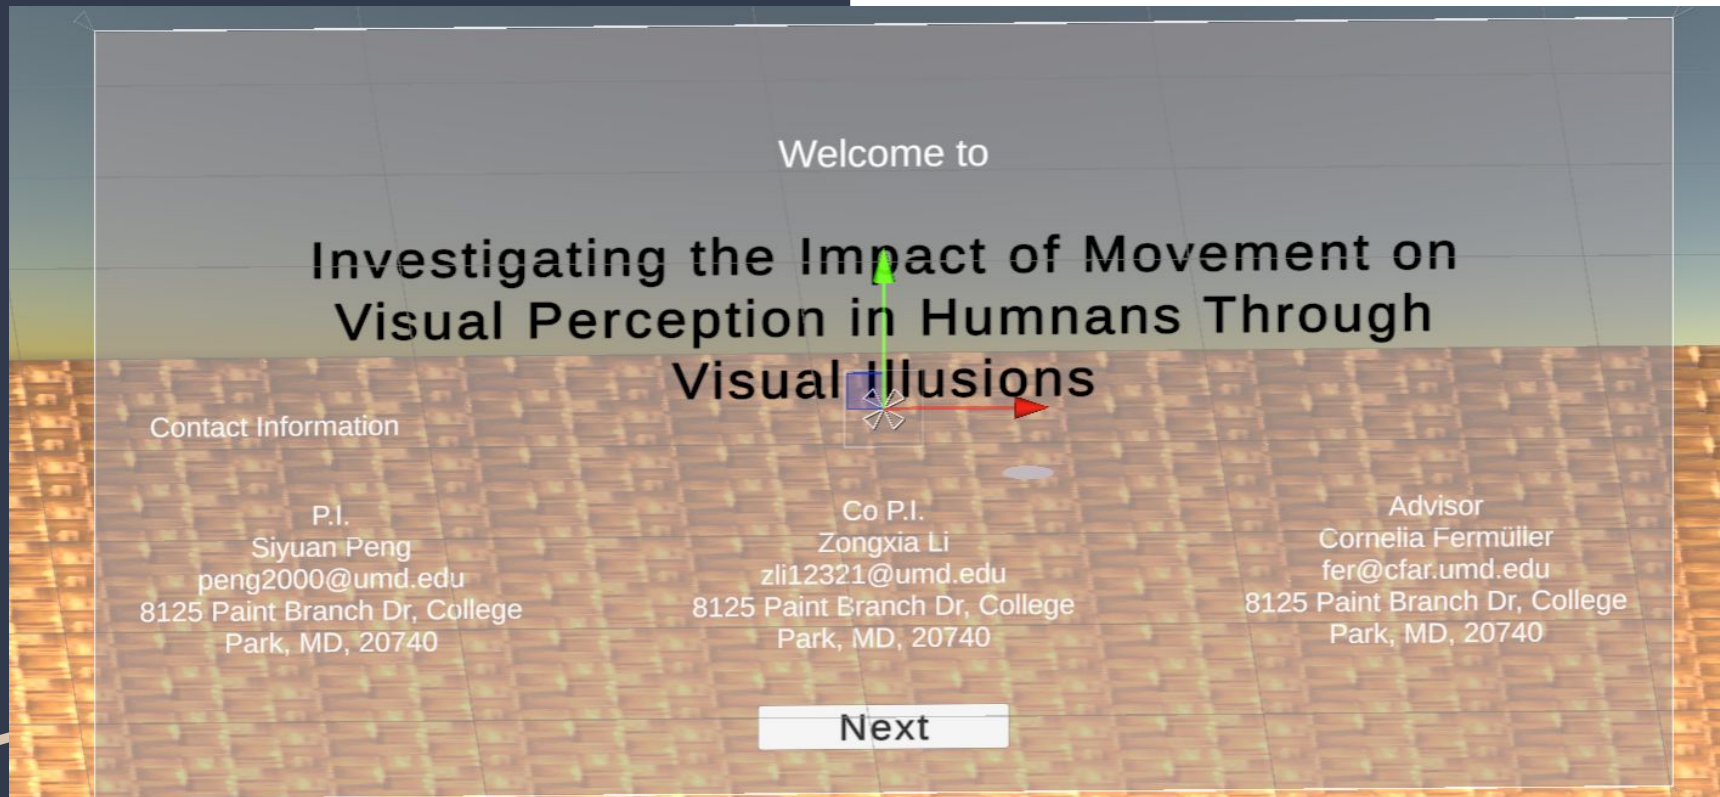 Welcome to
Investigating the Impact of Movement on
Visual Perception in Humnans Through
Visual Illusions
Contact Information
P.I.
Siyuan Peng
peng2000@umd.edu
8125 Paint Branch Dr, College
Park, MD, 20740
Co P.I.
Zongxia Li
zli12321@umd.edu
8125 Paint Branch Dr, College
Park, MD, 20740
Advisor
Cornelia Fermüller
fer@cfar.umd.edu
8125 Paint Branch Dr, College
Park, MD, 20740
Next